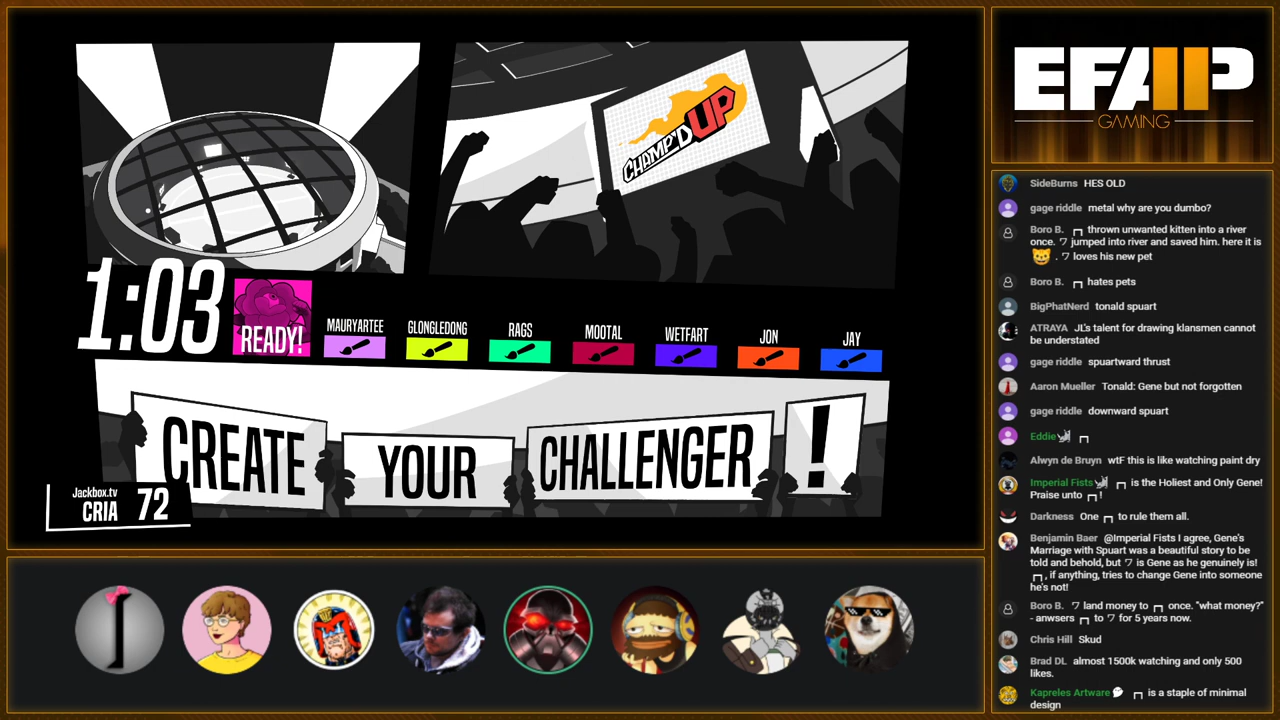 CHAMP'D UP
1:03
READY!
MAURYARTEE
GLONGLEDONG
RAGS
MOOTAL
WETFART
JON
JAY
CREATE
YOUR
CHALLENGER
!
Jackbox.tv
CRIA
72
EFAP
GAMING
SideBurns HES OLD
gage riddle metal why are you dumbo?
Boro B. ┌┐ thrown unwanted kitten into a river
once. ワ jumped into river and saved him. here it is
😺 . ワ loves his new pet
Boro B. ┌┐ hates pets
BigPhatNerd tonald spuart
ATRAYA JL's talent for drawing klansmen cannot
be understated
gage riddle spuartward thrust
Aaron Mueller Tonald: Gene but not forgotten
gage riddle downward spuart
Eddie ┌┐
Alwyn de Bruyn wtF this is like watching paint dry
Imperial Fists ┌┐ is the Holiest and Only Gene!
Praise unto ┌┐!
Darkness One ┌┐ to rule them all.
Benjamin Baer @Imperial Fists I agree, Gene's
Marriage with Spuart was a beautiful story to be
told and behold, but ワ is Gene as he genuinely is!
┌┐, if anything, tries to change Gene into someone
he's not!
Boro B. ワ land money to ┌┐ once. "what money?"
- anwsers ┌┐ to ワ for 5 years now.
Chris Hill Skud
Brad DL almost 1500k watching and only 500
likes.
Kapreles Artware ┌┐ is a staple of minimal
design